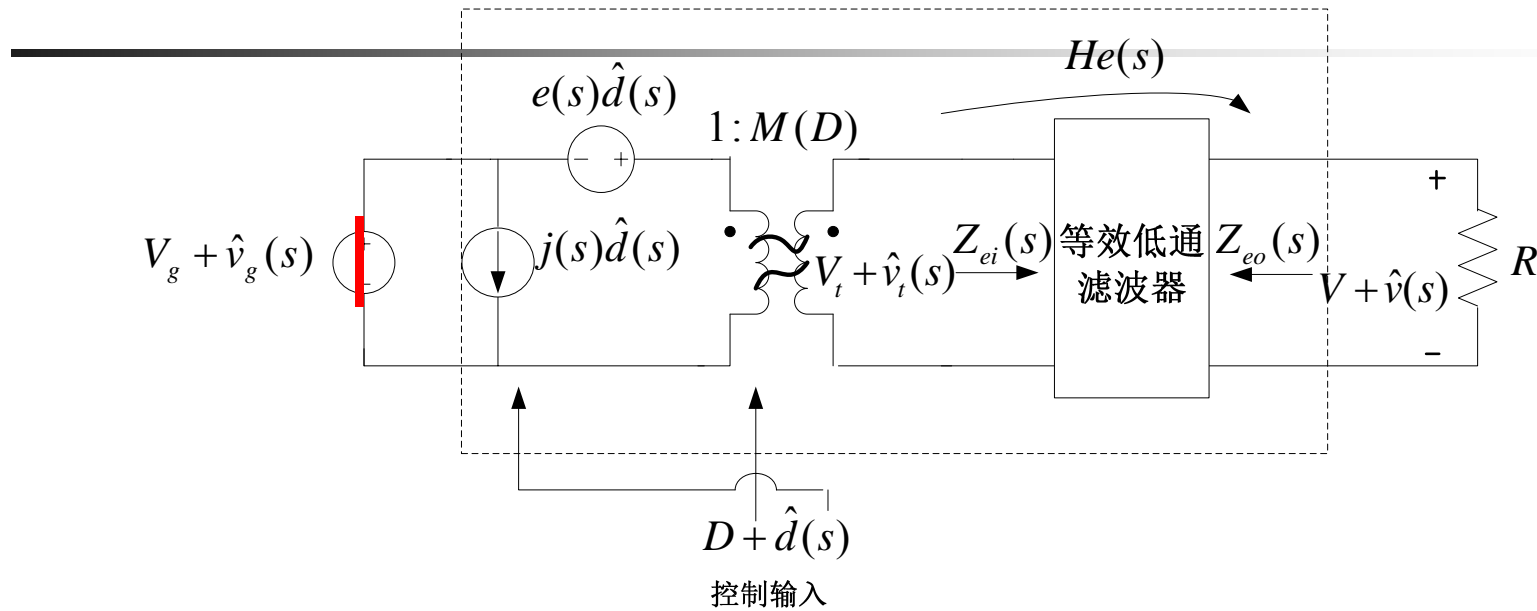 He(s)
e(s)d̂(s)
1:M(D)
V_g + v̂_g(s)
- +
+
-
j(s)d̂(s)
V_t + v̂_t(s)
Z_ei(s)
等效低通
滤波器
Z_eo(s)
+
V + v̂(s)
-
R
D + d̂(s)
控制输入